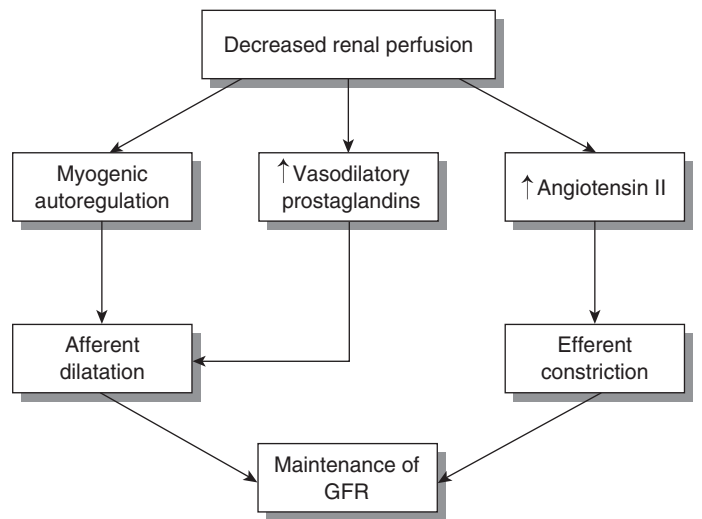 Decreased renal perfusion
Myogenic
autoregulation
↑Vasodilatory
prostaglandins
↑Angiotensin II
Afferent
dilatation
Efferent
constriction
Maintenance of
GFR